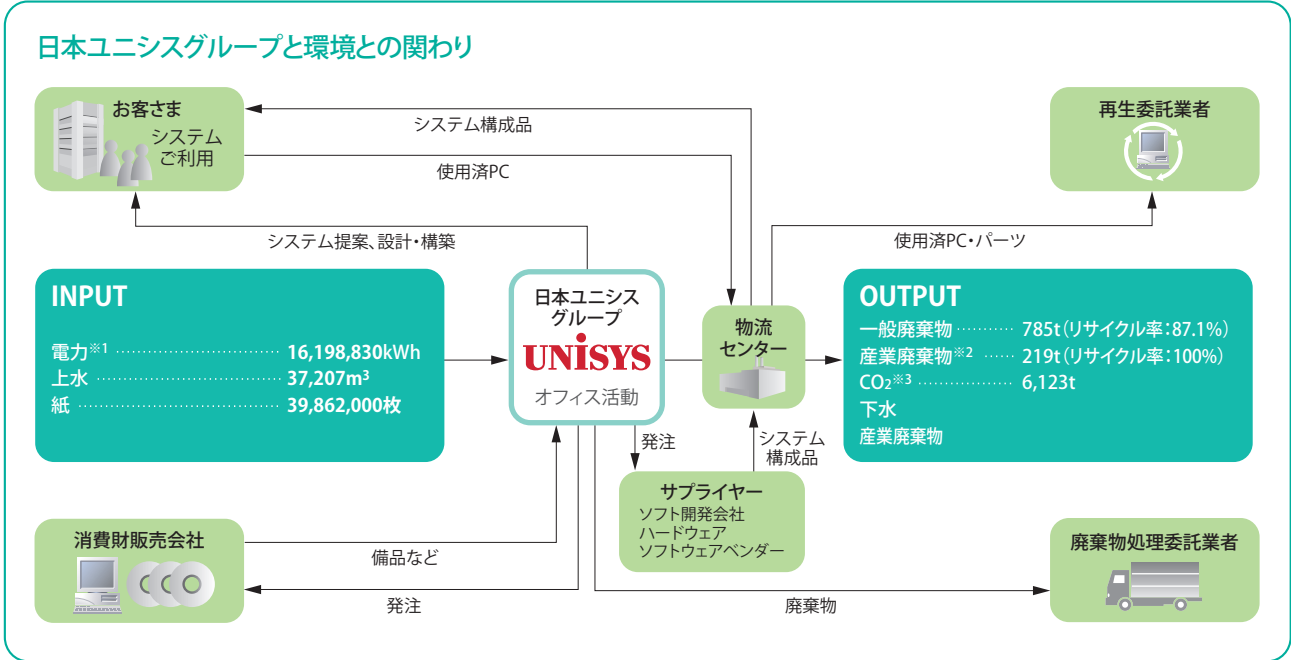 日本ユニシスグループと環境との関わり
お客さま
システム
ご利用
システム構成品
使用済PC
再生委託業者
システム提案、設計・構築
使用済PC・パーツ
INPUT
電力※1 ………………………… 16,198,830kWh
上水 ………………………… 37,207m³
紙 ………………………… 39,862,000枚
日本ユニシス
グループ
UNISYS
オフィス活動
物流
センター
OUTPUT
一般廃棄物 ………… 785t(リサイクル率:87.1%)
産業廃棄物※2 …… 219t(リサイクル率:100%)
CO₂※3 ……………… 6,123t
下水
産業廃棄物
発注
システム
構成品
サプライヤー
ソフト開発会社
ハードウェア
ソフトウェアベンダー
消費財販売会社
備品など
発注
廃棄物
廃棄物処理委託業者